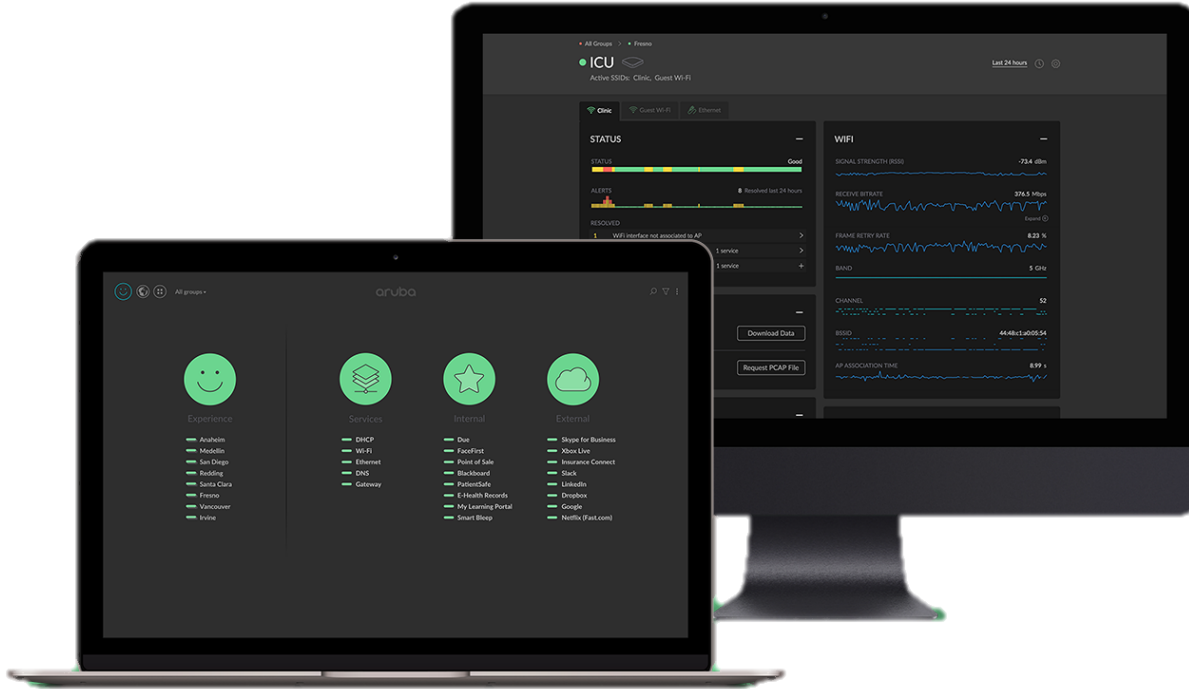 All Groups > Fresno
ICU
Active SSIDs: Clinic, Guest Wi-Fi
Last 24 hours
Clinic
Guest Wi-Fi
Ethernet
STATUS
STATUS Good
ALERTS 8 Resolved last 24 hours
RESOLVED
1 WiFi interface not associated to AP
1 service
1 service
Download Data
Request PCAP File
WIFI
SIGNAL STRENGTH (RSSI) -73.4 dBm
RECEIVE BITRATE 376.5 Mbps
Expand
FRAME RETRY RATE 8.23 %
BAND 5 GHz
CHANNEL 52
BSSID 44:48:c1:a0:05:54
AP ASSOCIATION TIME 8.99 s
All groups
aruba
Experience
Anaheim
Medellin
San Diego
Redding
Santa Clara
Fresno
Vancouver
Irvine
Services
DHCP
Wi-Fi
Ethernet
DNS
Gateway
Internal
Due
FaceFirst
Point of Sale
Blackboard
PatientSafe
E-Health Records
My Learning Portal
Smart Bleep
External
Skype for Business
Xbox Live
Insurance Connect
Slack
LinkedIn
Dropbox
Google
Netflix (Fast.com)